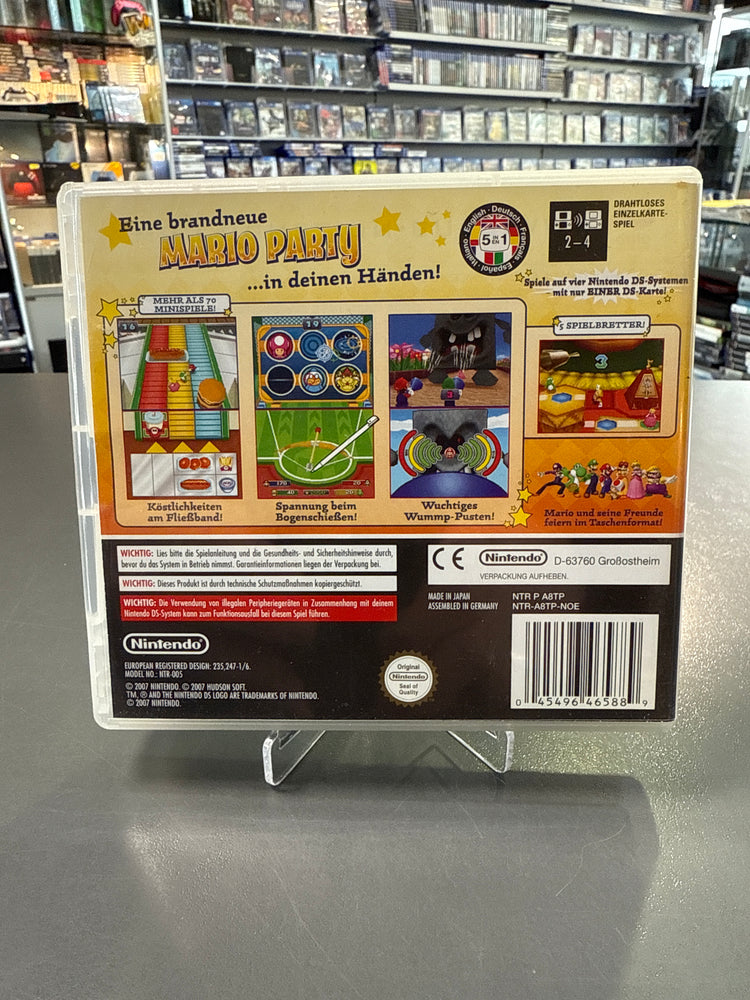 Eine brandneue
MARIO PARTY
...in deinen Händen!
English • Deutsch • Français • Español • Italiano
5 IN EN 1
2–4
DRAHTLOSES
EINZELKARTE-
SPIEL
Spiele auf vier Nintendo DS-Systemen
mit nur EINER DS-Karte!
MEHR ALS 70
MINISPIELE!
16
19
5 SPIELBRETTER!
3
Köstlichkeiten
am Fließband!
Spannung beim
Bogenschießen!
Wuchtiges
Wummp-Pusten!
Mario und seine Freunde
feiern im Taschenformat!
WICHTIG: Lies bitte die Spielanleitung und die Gesundheits- und Sicherheitshinweise durch,
bevor du das System in Betrieb nimmst. Garantieinformationen liegen der Verpackung bei.
WICHTIG: Dieses Produkt ist durch technische Schutzmaßnahmen kopiergeschützt.
WICHTIG: Die Verwendung von illegalen Peripheriegeräten in Zusammenhang mit deinem
Nintendo DS-System kann zum Funktionsausfall bei diesem Spiel führen.
CE Nintendo D-63760 Großostheim
VERPACKUNG AUFHEBEN.
MADE IN JAPAN
ASSEMBLED IN GERMANY
NTR P A8TP
NTR-A8TP-NOE
Nintendo
EUROPEAN REGISTERED DESIGN: 235,247-1/6.
MODEL NO.: NTR-005
© 2007 NINTENDO. © 2007 HUDSON SOFT.
TM, ® AND THE NINTENDO DS LOGO ARE TRADEMARKS OF NINTENDO.
© 2007 NINTENDO.
Original
Nintendo
Seal of
Quality
0 45496 46588 9